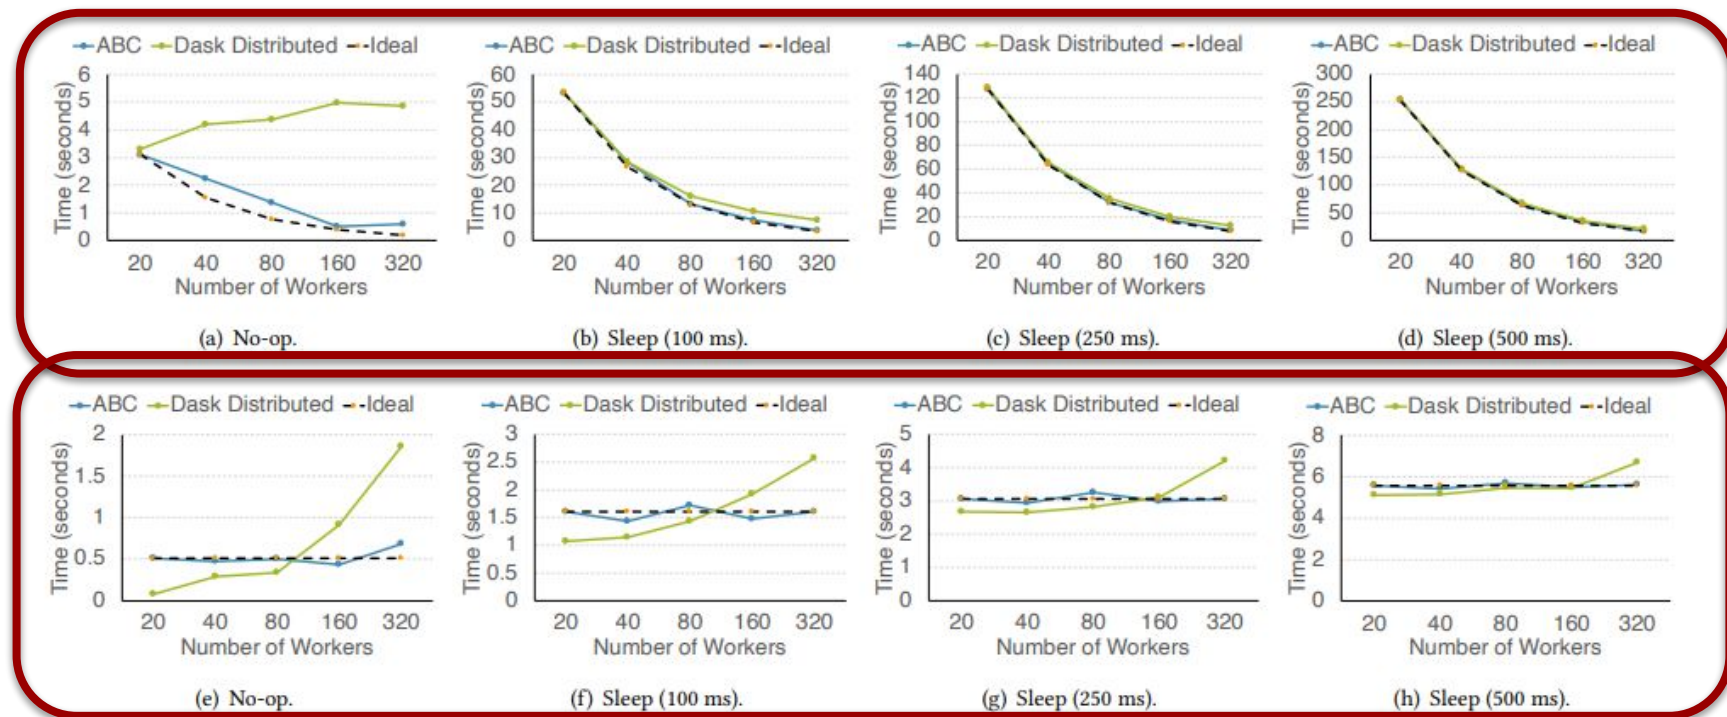 ABC Dask Distributed Ideal
Time (seconds)
6
5
4
3
2
1
0
20 40 80 160 320
Number of Workers
(a) No-op.
ABC Dask Distributed Ideal
Time (seconds)
60
50
40
30
20
10
0
20 40 80 160 320
Number of Workers
(b) Sleep (100 ms).
ABC Dask Distributed Ideal
Time (seconds)
140
120
100
80
60
40
20
0
20 40 80 160 320
Number of Workers
(c) Sleep (250 ms).
ABC Dask Distributed Ideal
Time (seconds)
300
250
200
150
100
50
0
20 40 80 160 320
Number of Workers
(d) Sleep (500 ms).
ABC Dask Distributed Ideal
Time (seconds)
2
1.5
1
0.5
0
20 40 80 160 320
Number of Workers
(e) No-op.
ABC Dask Distributed Ideal
Time (seconds)
3
2.5
2
1.5
1
0.5
0
20 40 80 160 320
Number of Workers
(f) Sleep (100 ms).
ABC Dask Distributed Ideal
Time (seconds)
5
4
3
2
1
0
20 40 80 160 320
Number of Workers
(g) Sleep (250 ms).
ABC Dask Distributed Ideal
Time (seconds)
8
6
4
2
0
20 40 80 160 320
Number of Workers
(h) Sleep (500 ms).